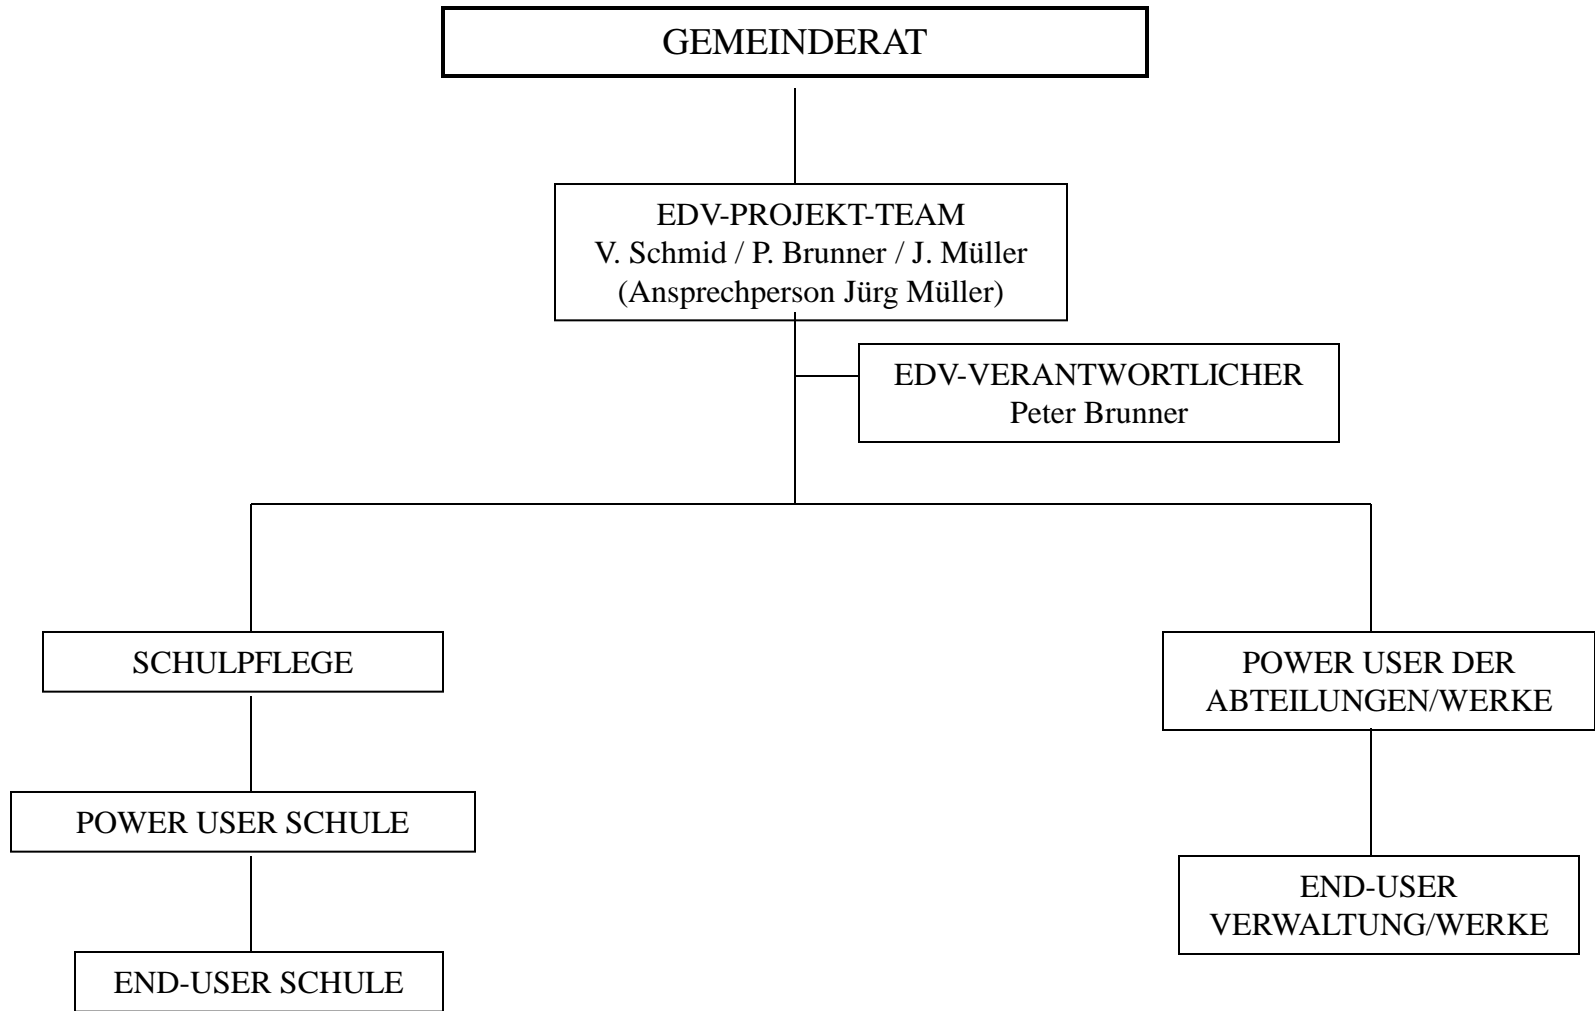 GEMEINDERAT
EDV-PROJEKT-TEAM
V. Schmid / P. Brunner / J. Müller
(Ansprechperson Jürg Müller)
EDV-VERANTWORTLICHER
Peter Brunner
SCHULPFLEGE
POWER USER DER
ABTEILUNGEN/WERKE
POWER USER SCHULE
END-USER
VERWALTUNG/WERKE
END-USER SCHULE